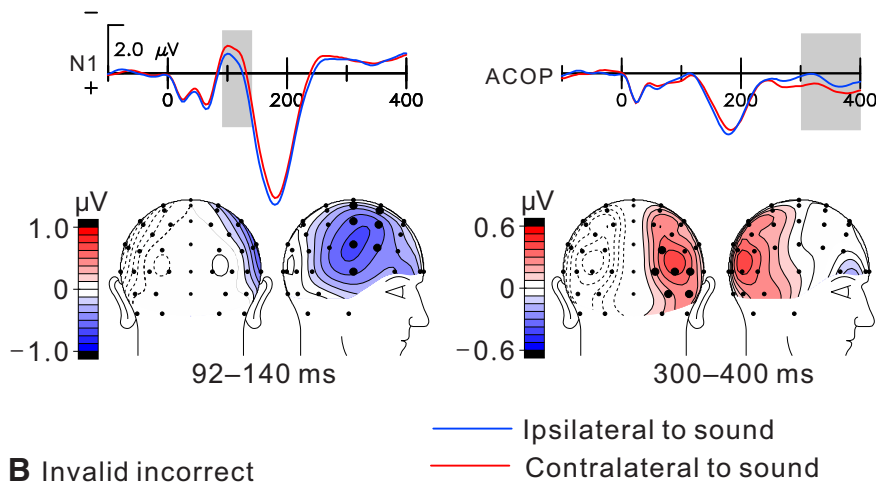 −
2.0 μV
N1
+
0 200 400
ACOP
0 200 400
μV
1.0
0
−1.0
μV
0.6
0
−0.6
92–140 ms
300–400 ms
Ipsilateral to sound
B Invalid incorrect
Contralateral to sound